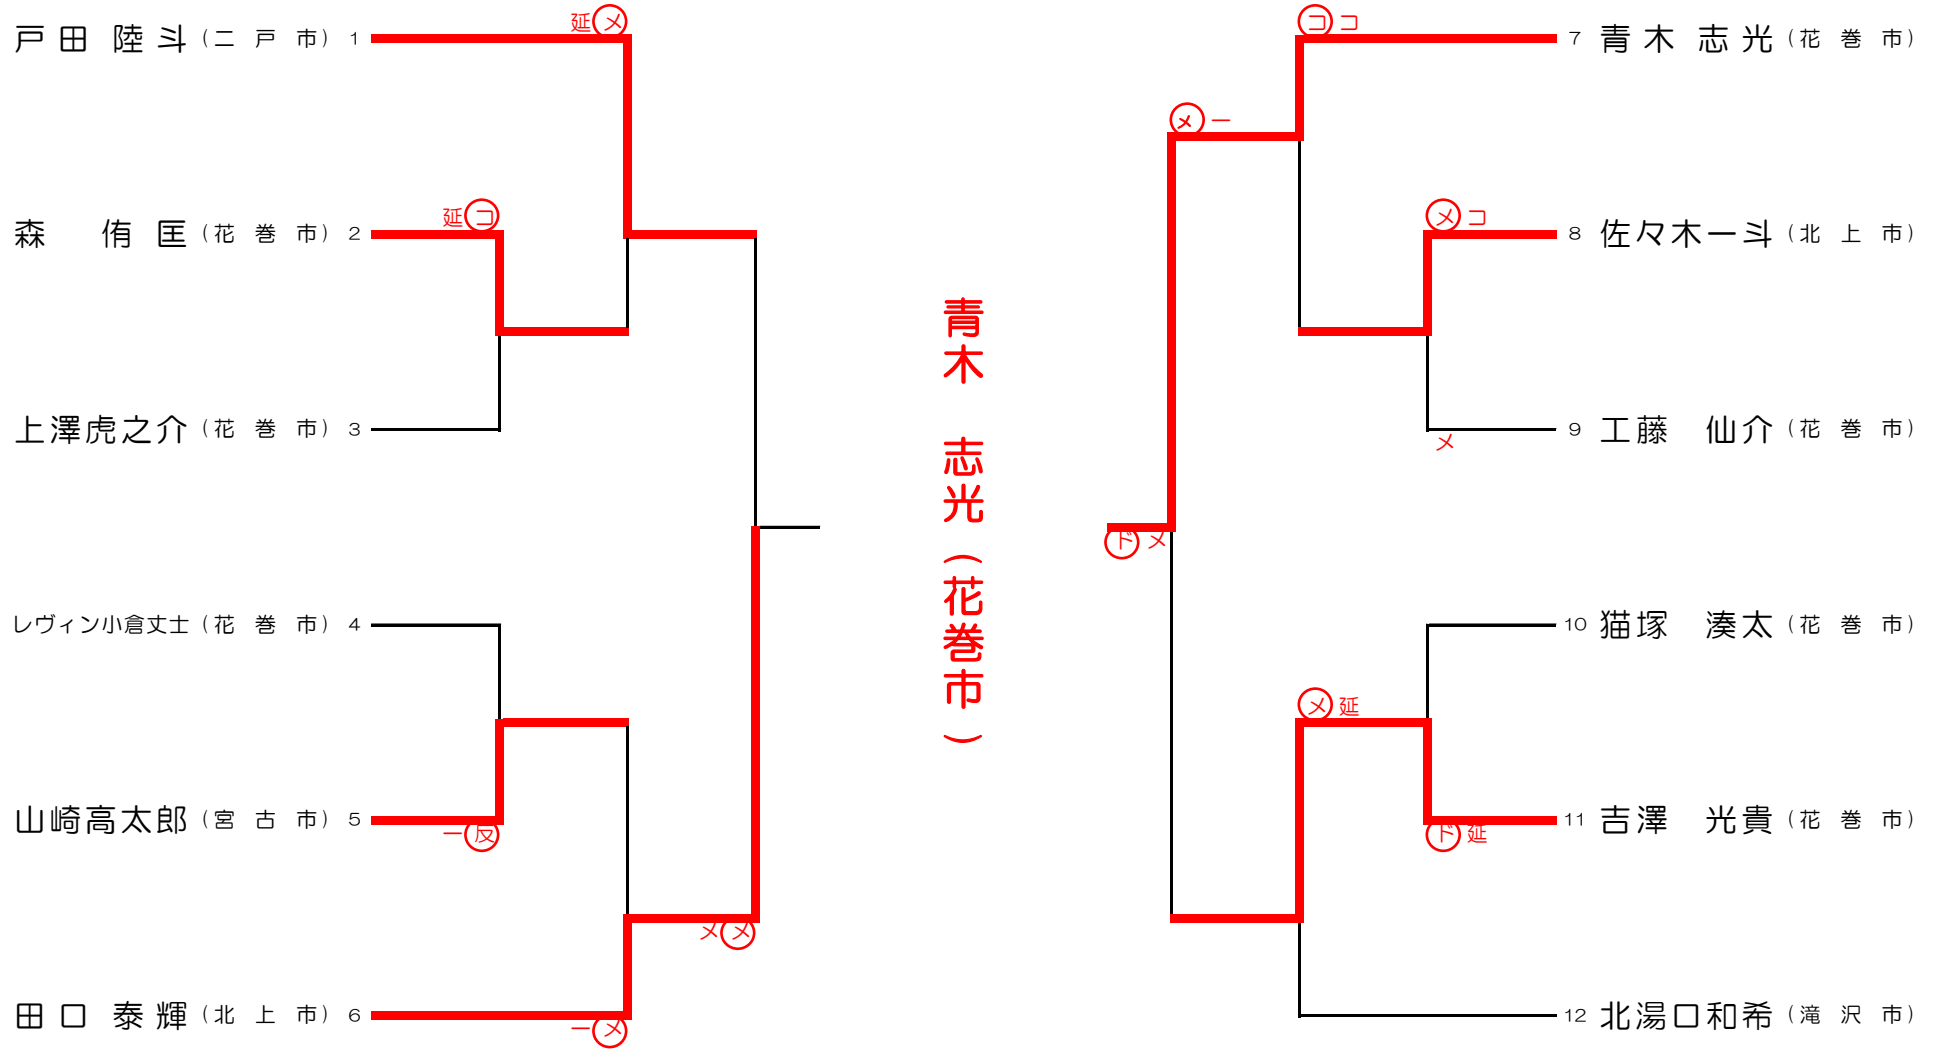 延メ
戸田 陸斗（二戸市）1
延コ
森 侑匡（花巻市）2
上澤虎之介（花巻市）3
レヴィン小倉丈士（花巻市）4
山崎高太郎（宮古市）5
一反
メメ
田口 泰輝（北上市）6
一メ
青木 志光（花巻市）
ココ
7 青木 志光（花巻市）
メ一
メコ
8 佐々木一斗（北上市）
9 工藤 仙介（花巻市）
メ
ドメ
10 猫塚 湊太（花巻市）
メ延
11 吉澤 光貴（花巻市）
ド延
12 北湯口和希（滝沢市）